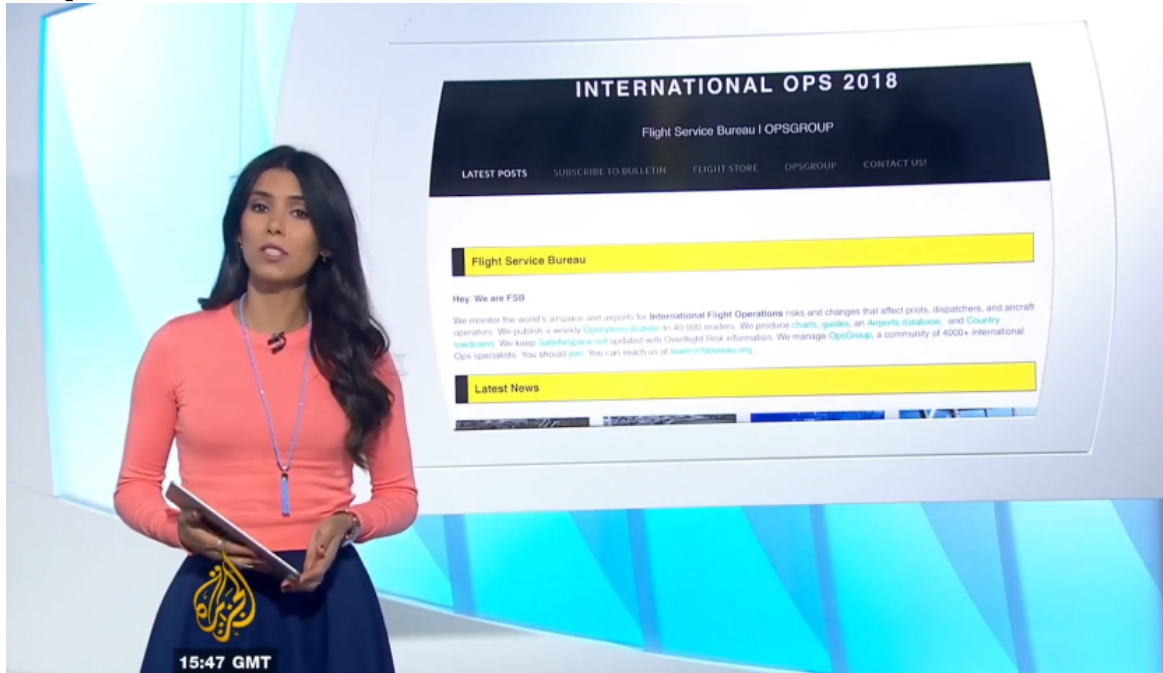 INTERNATIONAL OPS 2018
Flight Service Bureau I OPSGROUP
LATEST POSTS SUBSCRIBE TO BULLETIN FLIGHT STORE OPSGROUP CONTACT US!
Flight Service Bureau
Hey. We are FSB
We monitor the world's airspace and airports for International Flight Operations risks and changes that affect pilots, dispatchers, and aircraft
operators. We publish a weekly Operations Bulletin to 40,000 readers. We produce charts, guides, an Airports database, and Country
lowdowns. We keep SafeAirspace.net updated with Overflight Risk information. We manage OpsGroup, a community of 4000+ International
Ops specialists. You should join. You can reach us at team@fsbureau.org
Latest News
الجزيرة
15:47 GMT